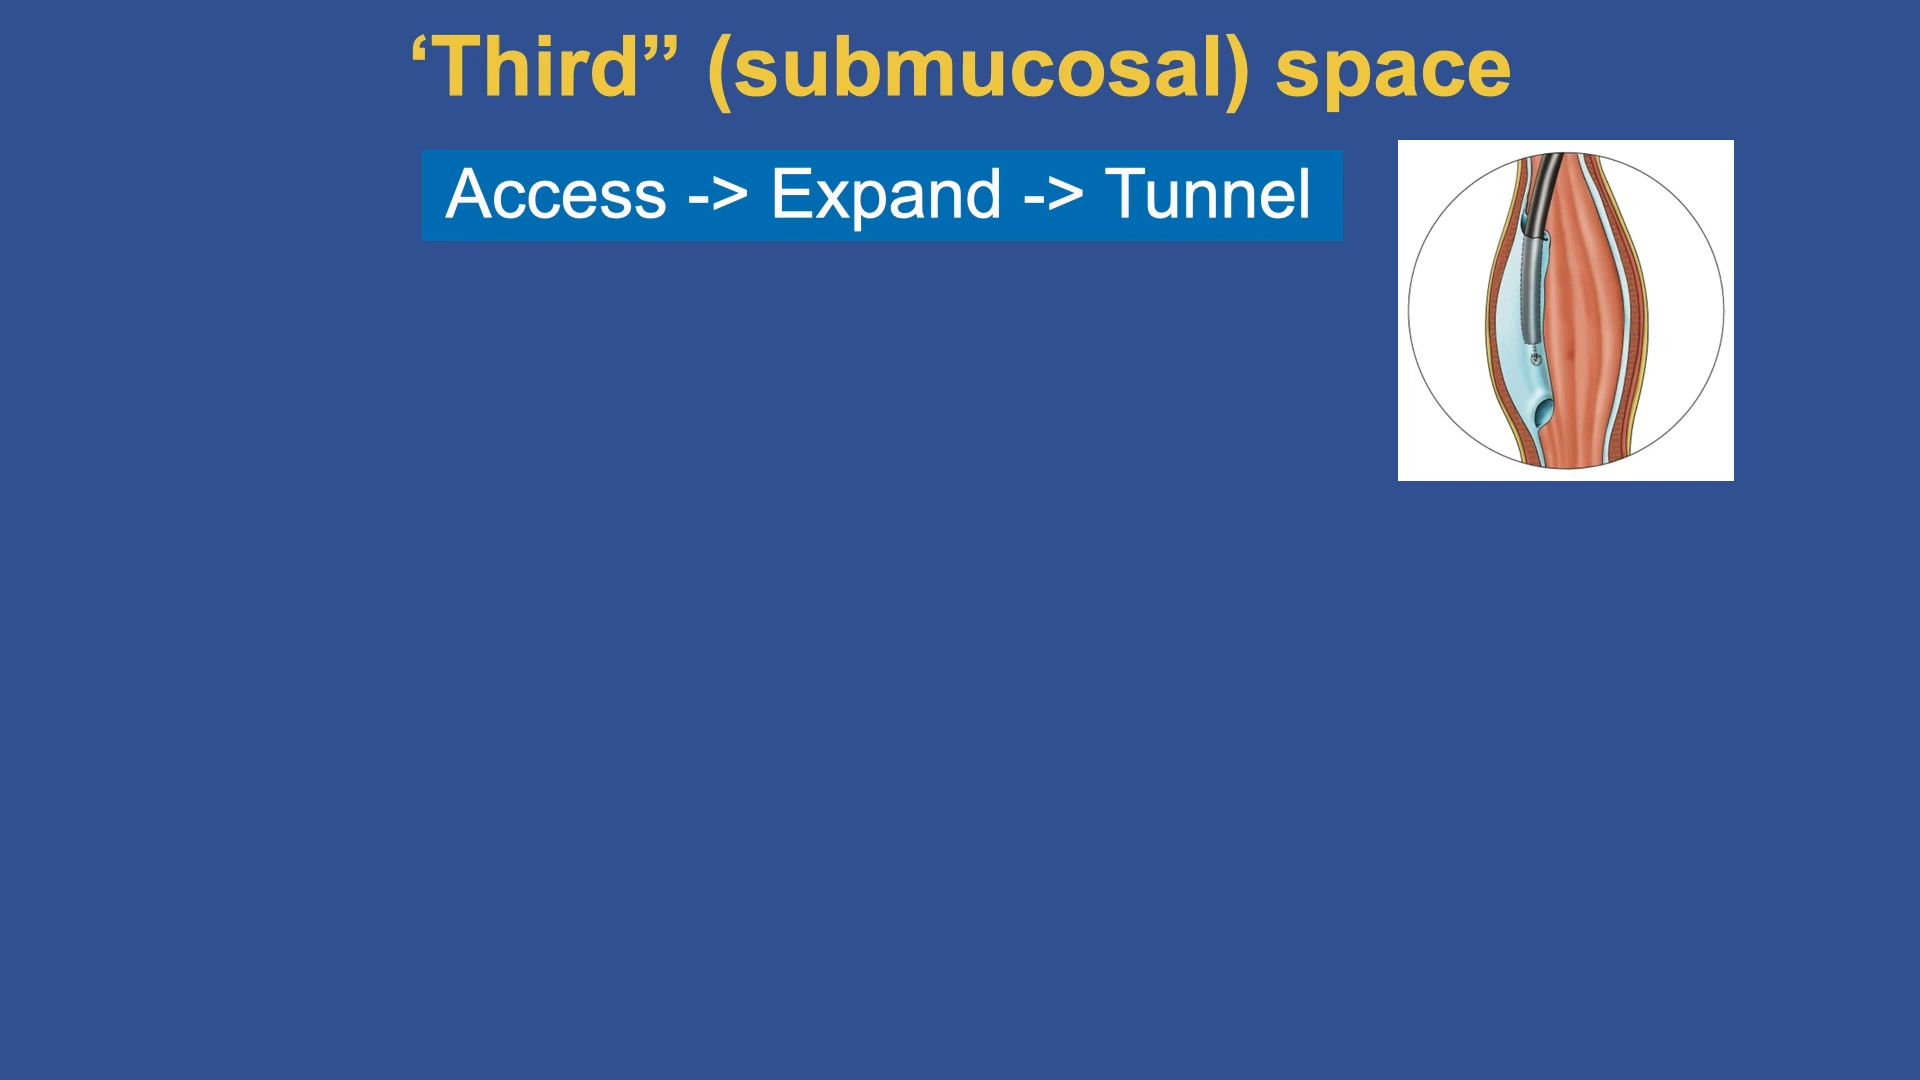 ‘Third” (submucosal) space
Access -> Expand -> Tunnel